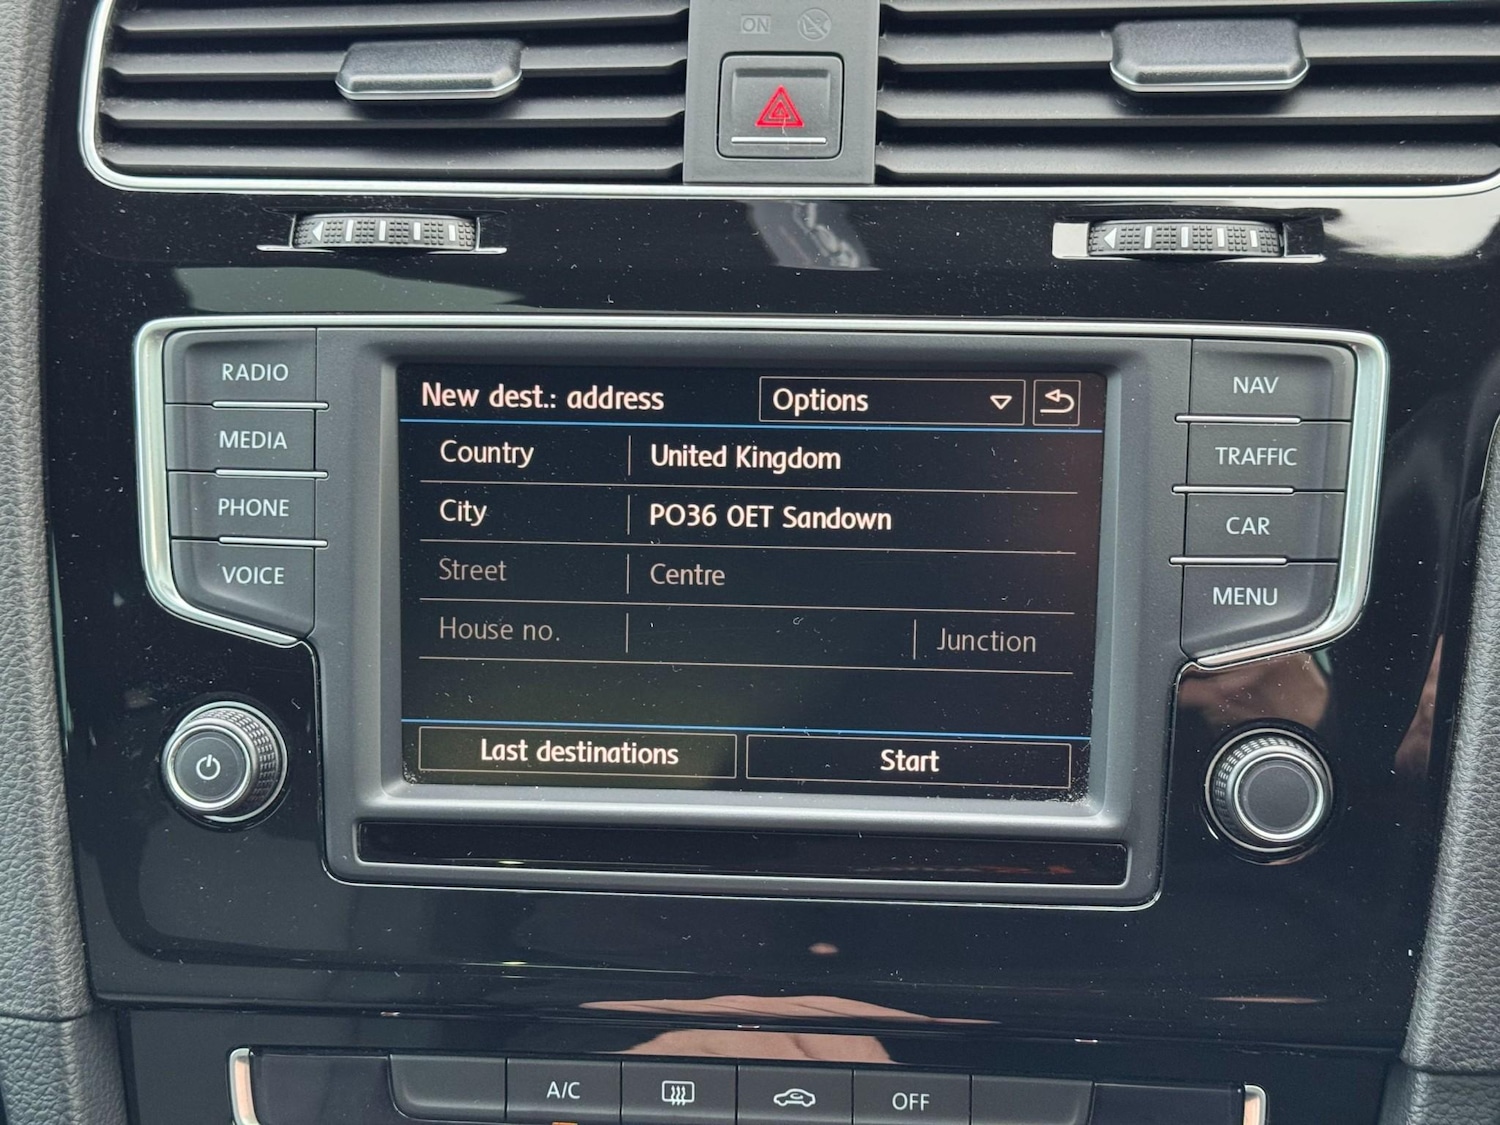 ON
RADIO
MEDIA
PHONE
VOICE
New dest.: address
Options
Country
United Kingdom
City
PO36 0ET Sandown
Street
Centre
House no.
Junction
Last destinations
Start
NAV
TRAFFIC
CAR
MENU
A/C
OFF